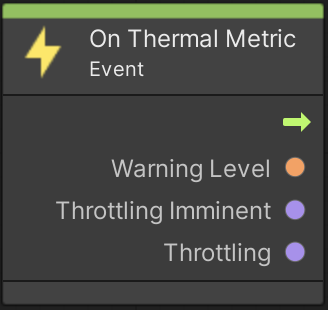 On Thermal Metric
Event
Warning Level
Throttling Imminent
Throttling